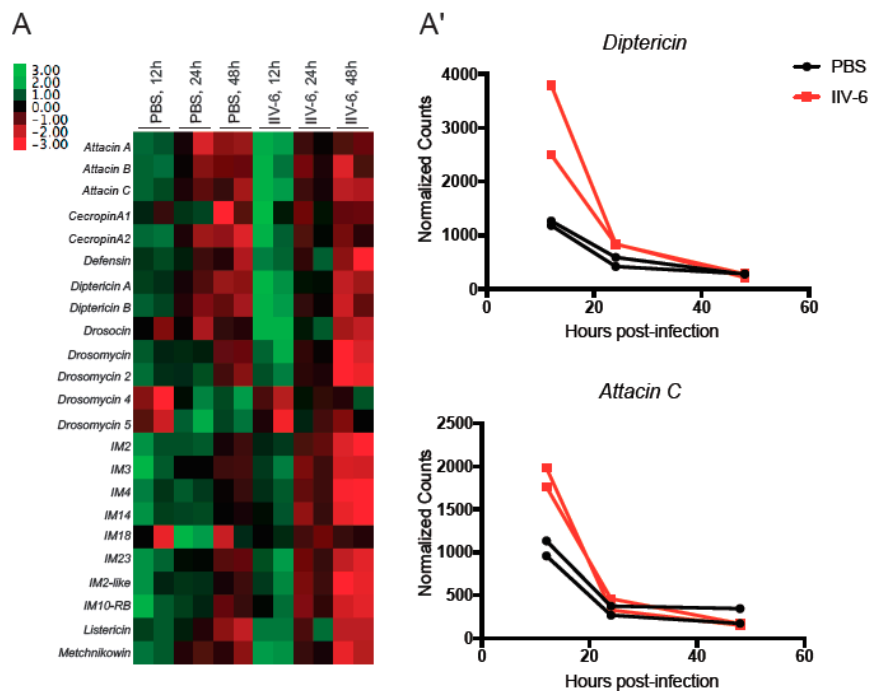 A
3.00
2.00
1.00
0.00
-1.00
-2.00
-3.00
PBS, 12h
PBS, 24h
PBS, 48h
IIV-6, 12h
IIV-6, 24h
IIV-6, 48h
Attacin A
Attacin B
Attacin C
CecropinA1
CecropinA2
Defensin
Diptericin A
Diptericin B
Drosocin
Drosomycin
Drosomycin 2
Drosomycin 4
Drosomycin 5
IM2
IM3
IM4
IM14
IM18
IM23
IM2-like
IM10-RB
Listericin
Metchnikowin
A'
Diptericin
PBS
IIV-6
Normalized Counts
4000
3000
2000
1000
0
0 20 40 60
Hours post-infection
Attacin C
Normalized Counts
2500
2000
1500
1000
500
0
0 20 40 60
Hours post-infection